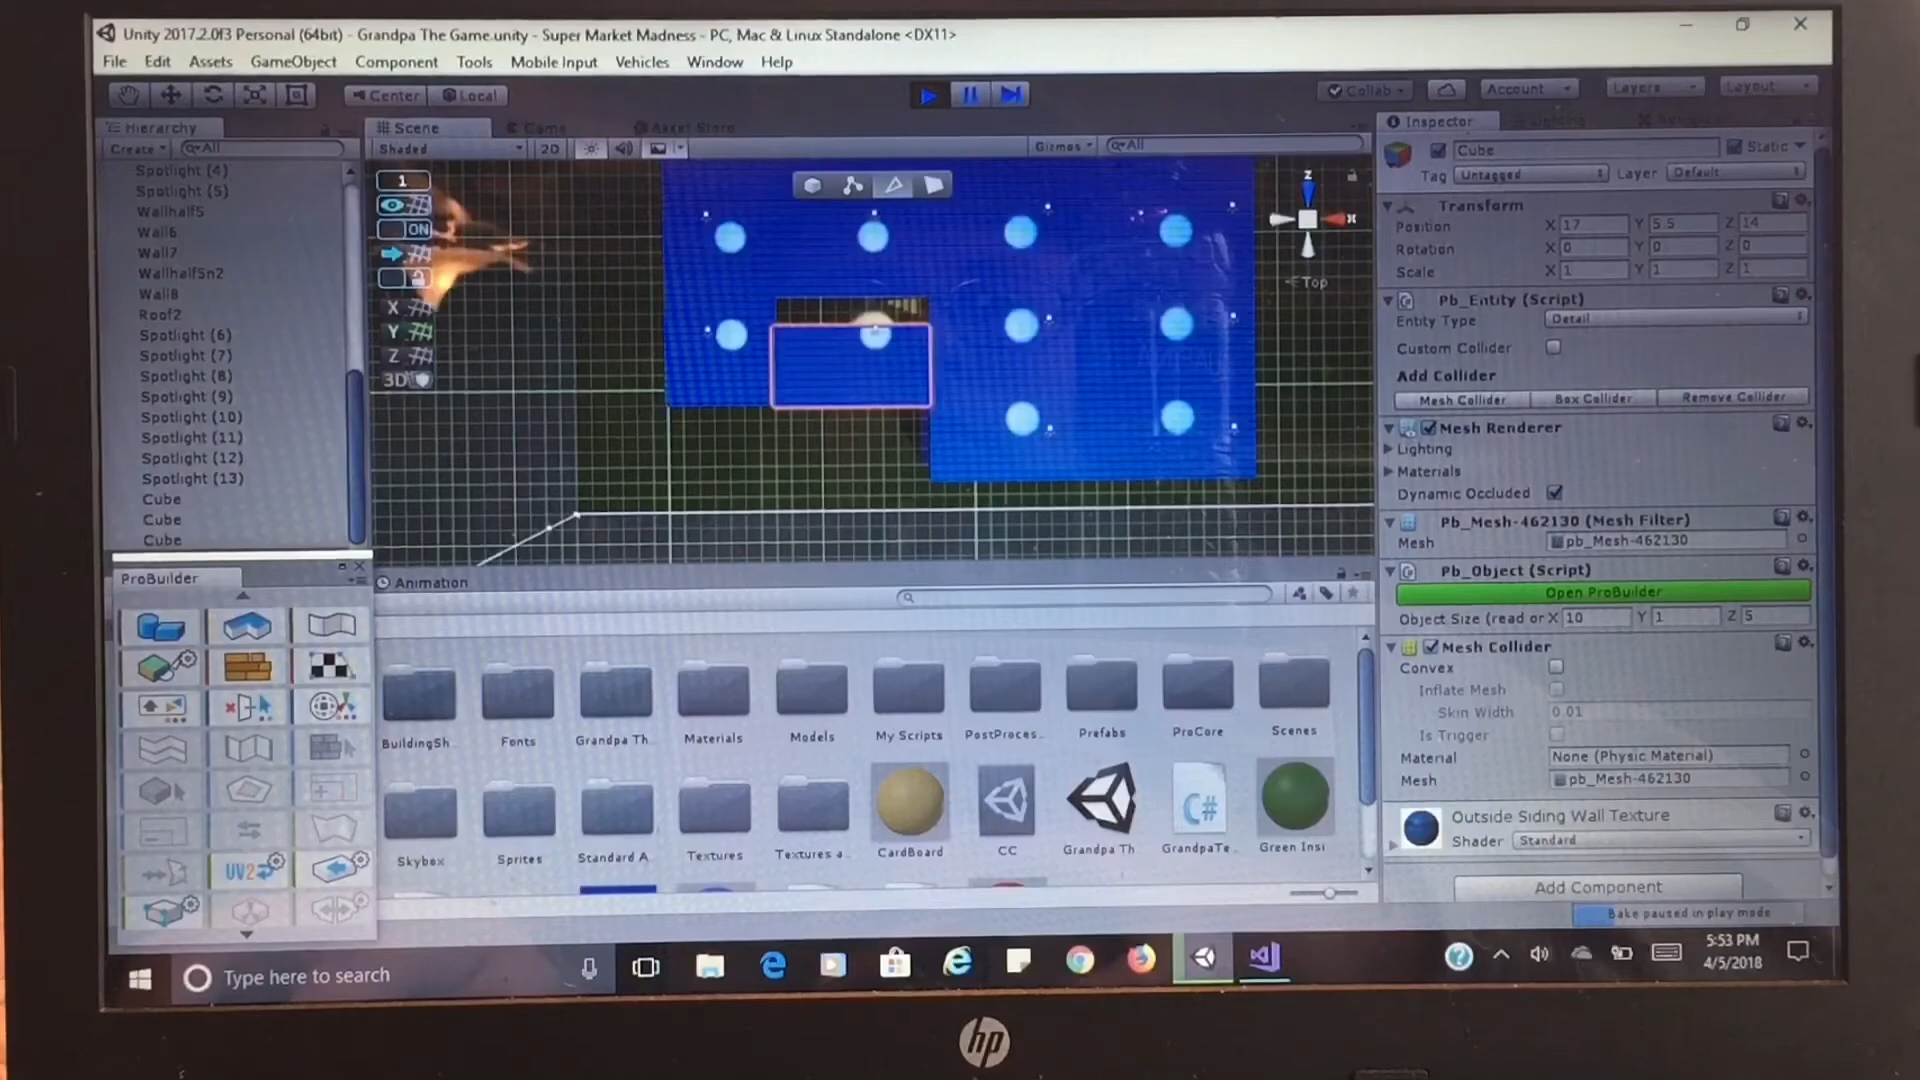 Unity 2017.2.0f3 Personal (64bit) - Grandpa The Game.unity - Super Market Madness - PC, Mac & Linux Standalone <DX11>
File Edit Assets GameObject Component Tools Mobile Input Vehicles Window Help
Center Local Collab Account Layers Layout
Hierarchy Scene Game Asset Store Inspector
Create All Shaded 2D Gizmos All
Cube Static
Tag Untagged Layer Default
Spotlight (4)
Spotlight (5)
Wallhalf5
Wall6
Wall7
Wallhalf5n2
Wall8
Roof2
Spotlight (6)
Spotlight (7)
Spotlight (8)
Spotlight (9)
Spotlight (10)
Spotlight (11)
Spotlight (12)
Spotlight (13)
Cube
Cube
Cube
1
ON
X
Y
Z
3D
z
x
Top
Transform
Position X 17 Y 5.5 Z 14
Rotation X 0 Y 0 Z 0
Scale X 1 Y 1 Z 1
Pb_Entity (Script)
Entity Type Detail
Custom Collider
Add Collider
Mesh Collider Box Collider Remove Collider
Mesh Renderer
Lighting
Materials
Dynamic Occluded
Pb_Mesh-462130 (Mesh Filter)
Mesh pb_Mesh-462130
Pb_Object (Script)
Open ProBuilder
Object Size (read or X 10 Y 1 Z 5
Mesh Collider
Convex
Inflate Mesh
Skin Width 0.01
Is Trigger
Material None (Physic Material)
Mesh pb_Mesh-462130
Outside Siding Wall Texture
Shader Standard
Add Component
Bake paused in play mode
ProBuilder
UV2
Animation
BuildingSh.. Fonts Grandpa Th.. Materials Models My Scripts PostProces... Prefabs ProCore Scenes
Skybox Sprites Standard A.. Textures Textures a.. CardBoard CC Grandpa Th GrandpaTe.. Green Insi
C#
Type here to search
5:53 PM
4/5/2018
hp